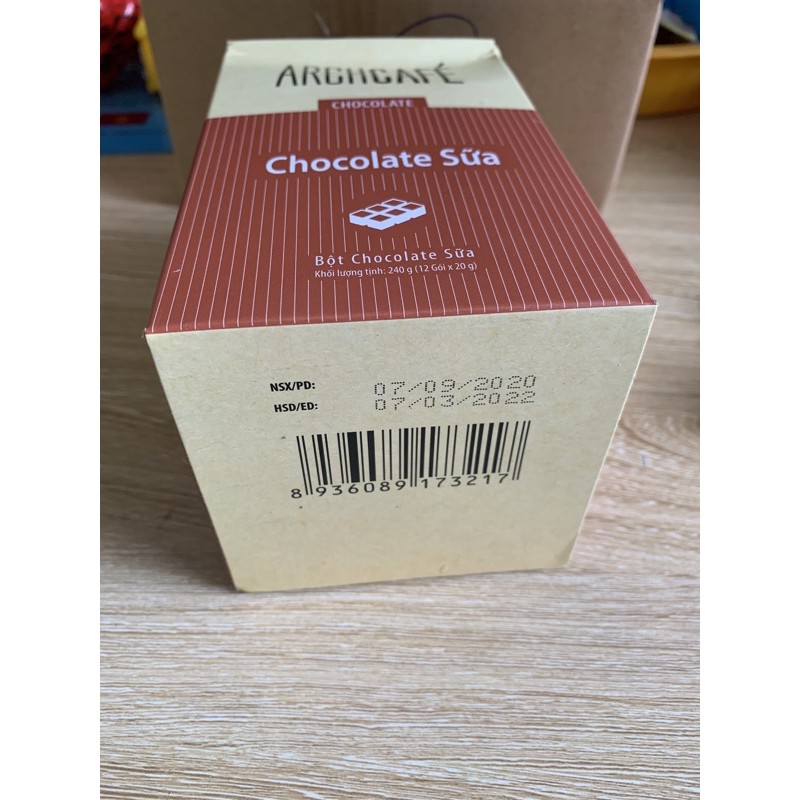 ARCHCAFÉ
CHOCOLATE
Chocolate Sữa
Bột Chocolate Sữa
Khối lượng tịnh: 240 g (12 Gói x 20 g)
NSX/PD: 07/09/2020
HSD/ED: 07/03/2022
8 936089 173217